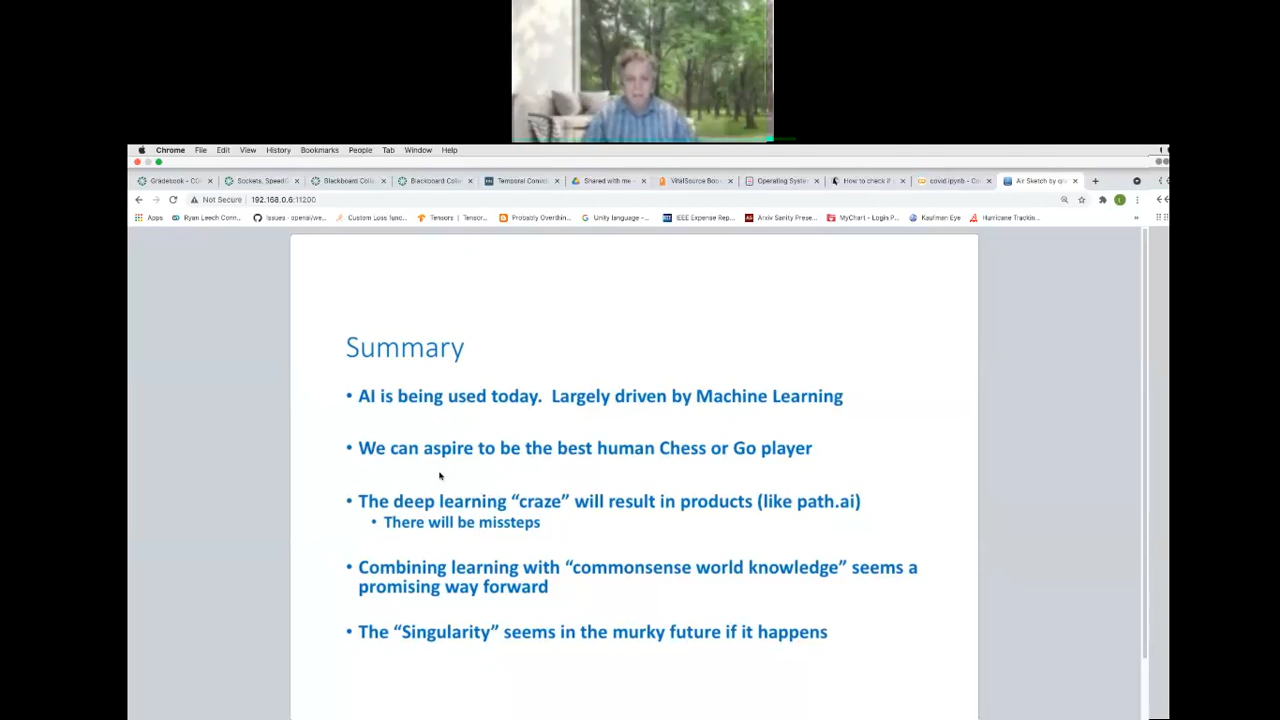 Chrome File Edit View History Bookmarks People Tab Window Help
Gradebook - CO Sockets, SpeedG Blackboard Colla Blackboard Colla Temporal Convol Shared with me - VitalSource Boo Operating System How to check if covid.ipynb - Co Air Sketch by qr
Not Secure 192.168.0.6:11200
Apps Ryan Leech Conn... Issues · openai/we... Custom Loss func... Tensors | Tensor... Probably Overthin... Unity language -... IEEE Expense Rep... Arxiv Sanity Prese... MyChart - Login P... Kaufman Eye Hurricane Trackin... »
Summary
• AI is being used today. Largely driven by Machine Learning
• We can aspire to be the best human Chess or Go player
• The deep learning “craze” will result in products (like path.ai)
• There will be missteps
• Combining learning with “commonsense world knowledge” seems a
promising way forward
• The “Singularity” seems in the murky future if it happens